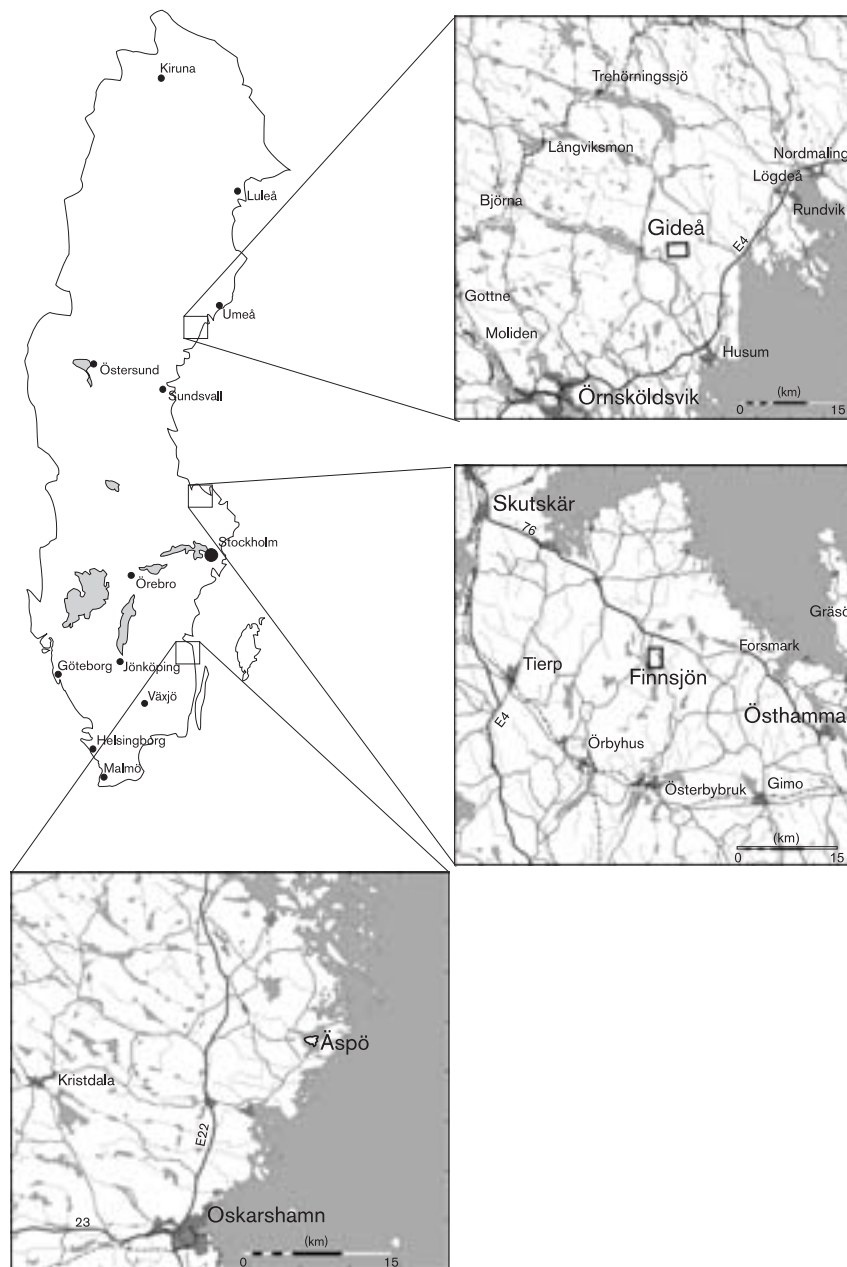 Kiruna
Luleå
Umeå
Östersund
Sundsvall
Stockholm
Örebro
Göteborg
Jönköping
Växjö
Helsingborg
Malmö
Trehörningssjö
Långviksmon
Nordmaling
Lögdeå
Björna
Rundvik
Gideå
E4
Gottne
Moliden
Husum
Örnsköldsvik
(km)
0 15
Skutskär
76
Gräsö
Forsmark
Tierp
Finnsjön
Östhamma
E4
Örbyhus
Österbybruk
Gimo
(km)
0 15
Äspö
Kristdala
E22
Oskarshamn
23
(km)
0 15